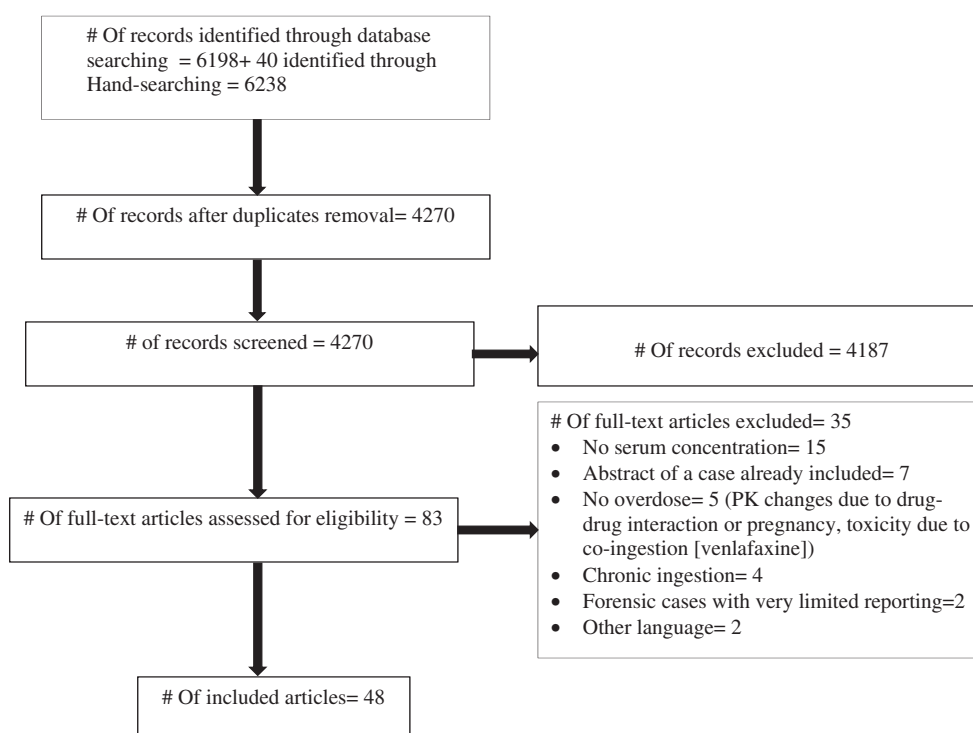 # Of records identified through database
searching = 6198+ 40 identified through
Hand-searching = 6238
# Of records after duplicates removal= 4270
# of records screened = 4270
# Of records excluded = 4187
# Of full-text articles assessed for eligibility = 83
# Of full-text articles excluded= 35
• No serum concentration= 15
• Abstract of a case already included= 7
• No overdose= 5 (PK changes due to drug-
drug interaction or pregnancy, toxicity due to
co-ingestion [venlafaxine])
• Chronic ingestion= 4
• Forensic cases with very limited reporting=2
• Other language= 2
# Of included articles= 48